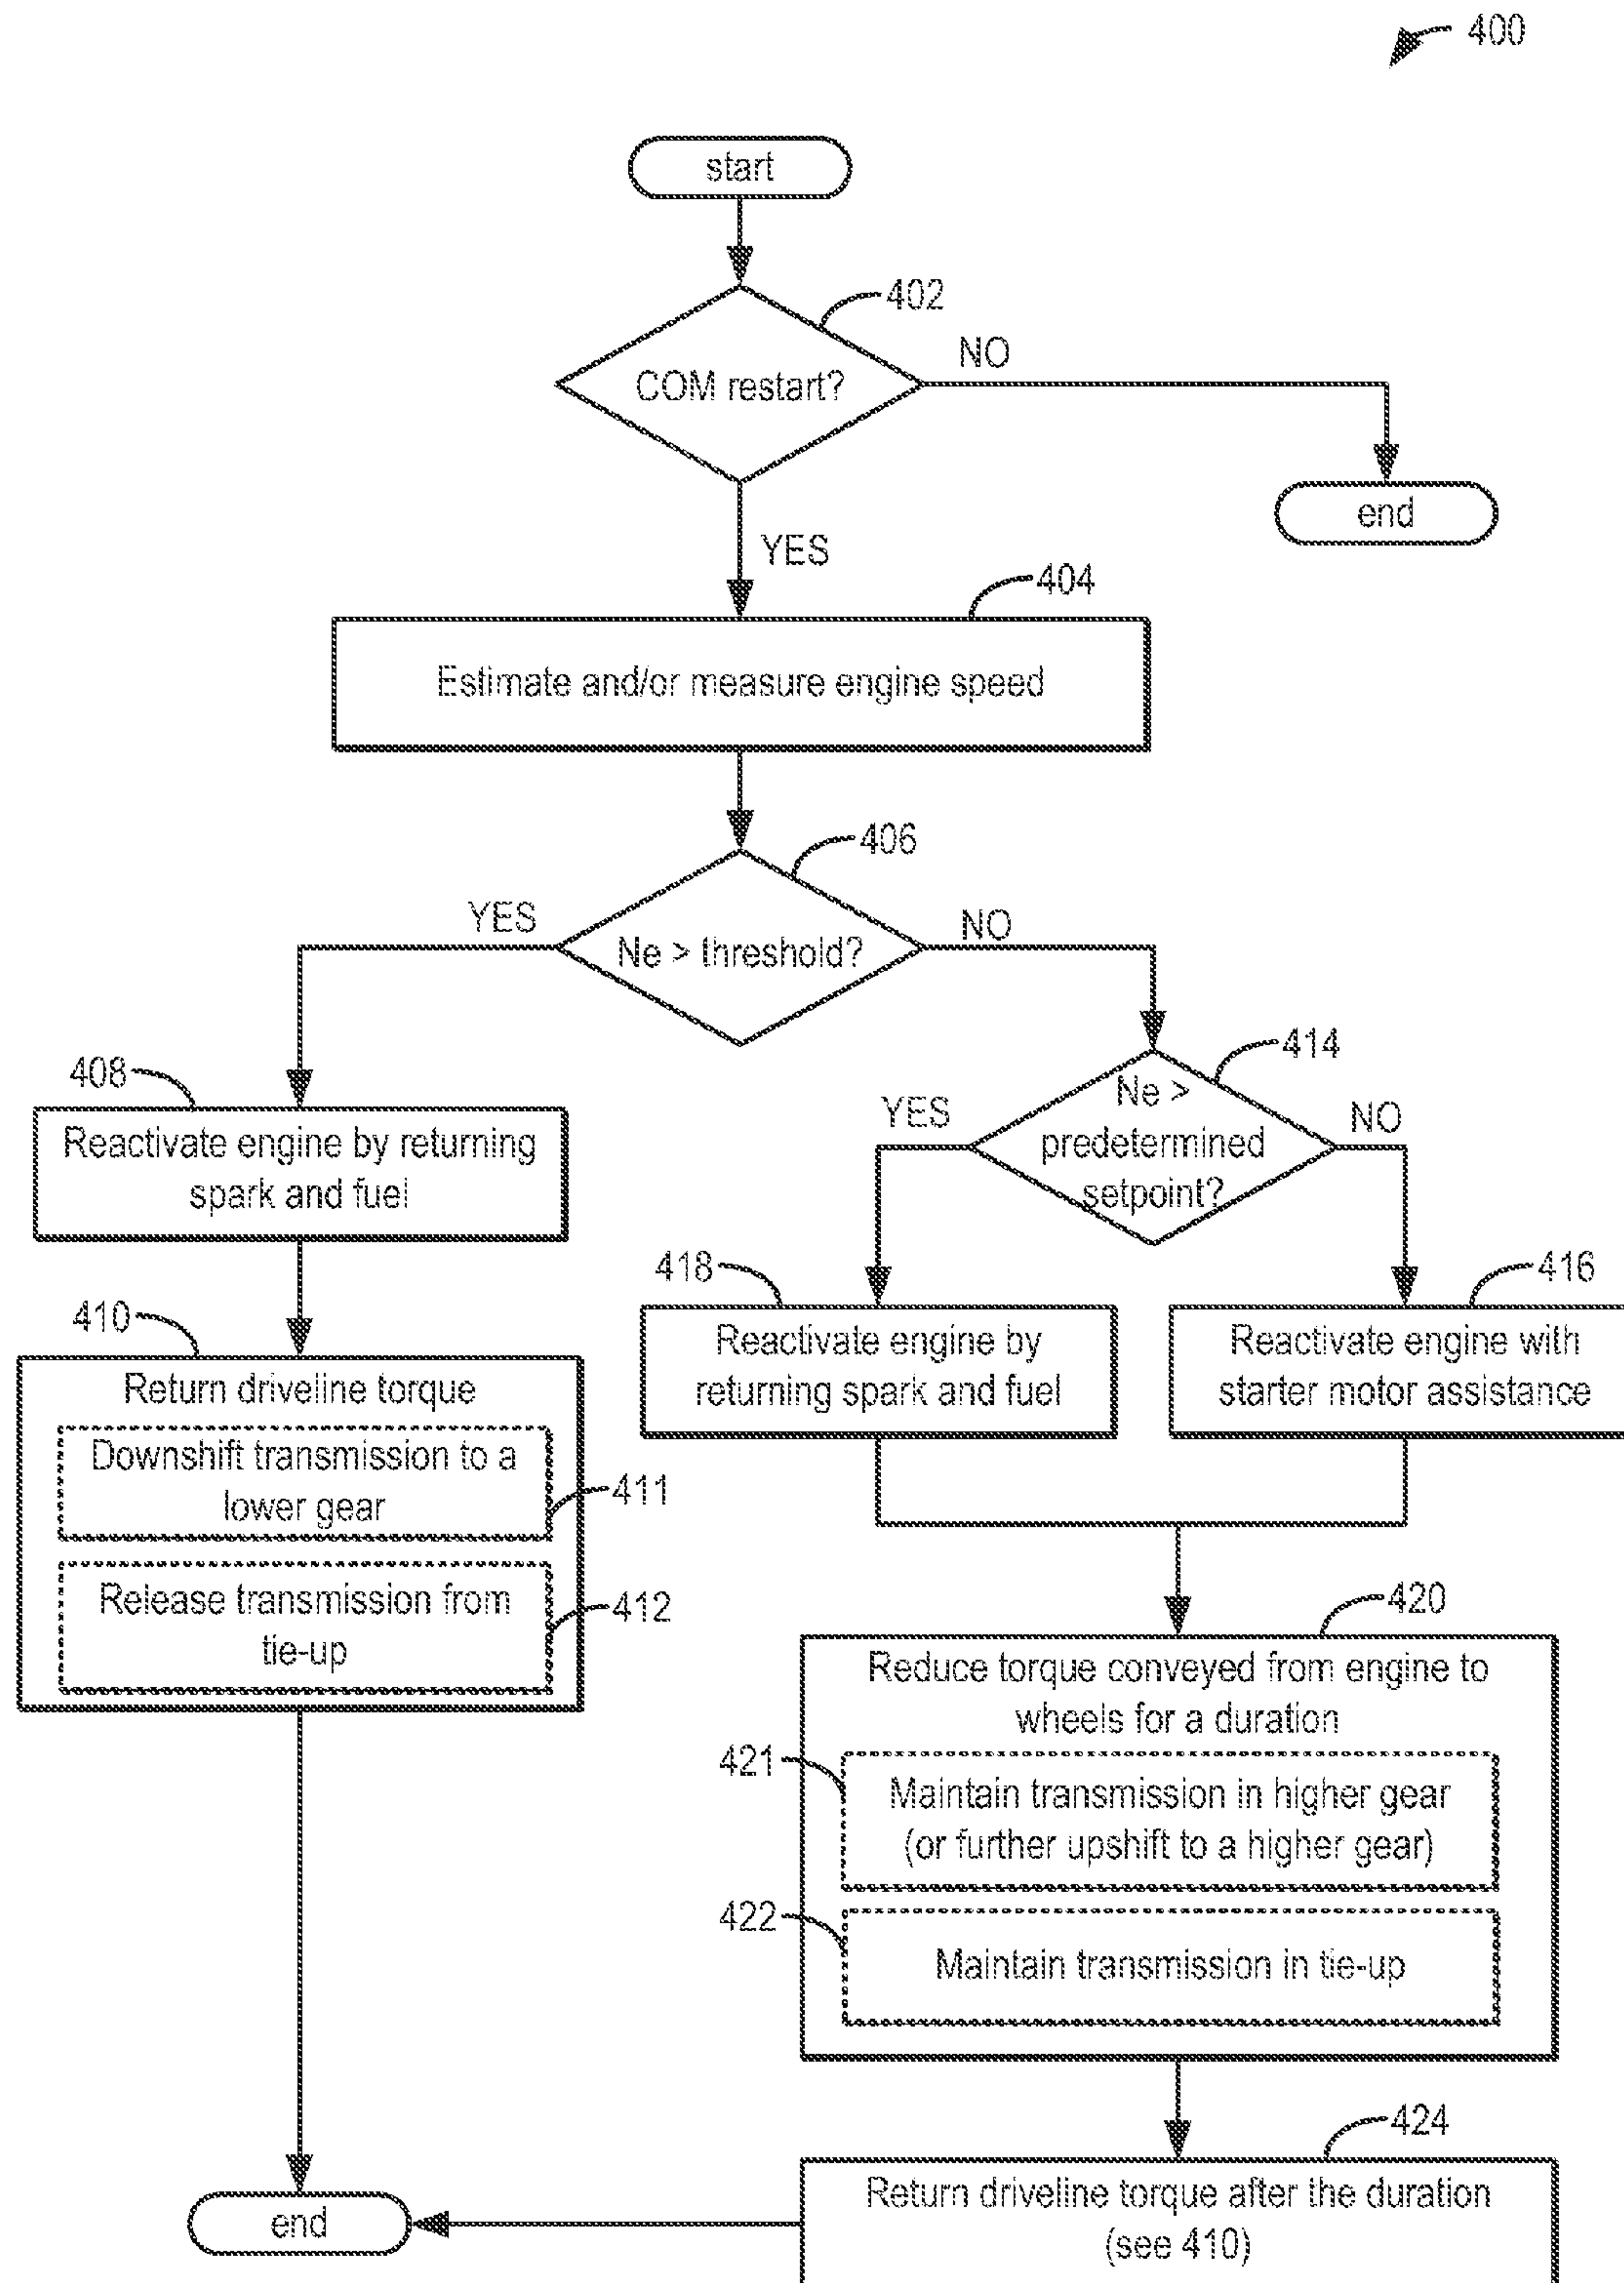 400
start
402
COM restart?
NO
end
YES
404
Estimate and/or measure engine speed
406
YES
Ne > threshold?
NO
408
Reactivate engine by returning
spark and fuel
414
YES
Ne >
predetermined
setpoint?
NO
410
Return driveline torque
Downshift transmission to a
lower gear
411
Release transmission from
tie-up
412
418
Reactivate engine by
returning spark and fuel
416
Reactivate engine with
starter motor assistance
420
Reduce torque conveyed from engine to
wheels for a duration
421
Maintain transmission in higher gear
(or further upshift to a higher gear)
422
Maintain transmission in tie-up
424
Return driveline torque after the duration
(see 410)
end